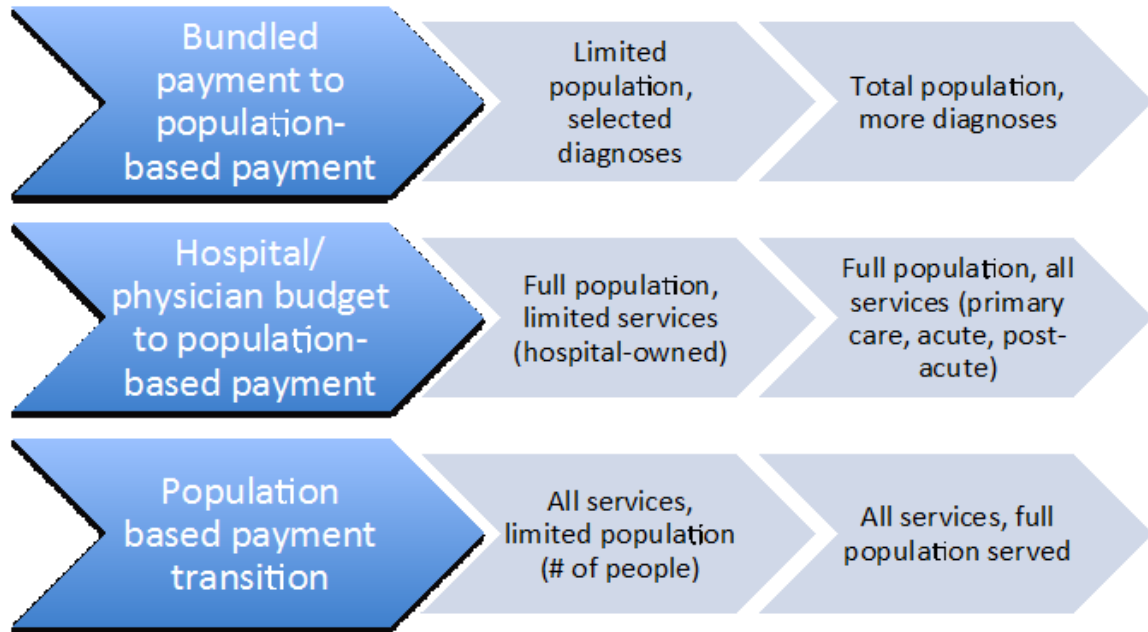 Bundled
payment to
population-
based payment
Limited
population,
selected
diagnoses
Total population,
more diagnoses
Hospital/
physician budget
to population-
based payment
Full population,
limited services
(hospital-owned)
Full population, all
services (primary
care, acute, post-
acute)
Population
based payment
transition
All services,
limited population
(# of people)
All services, full
population served